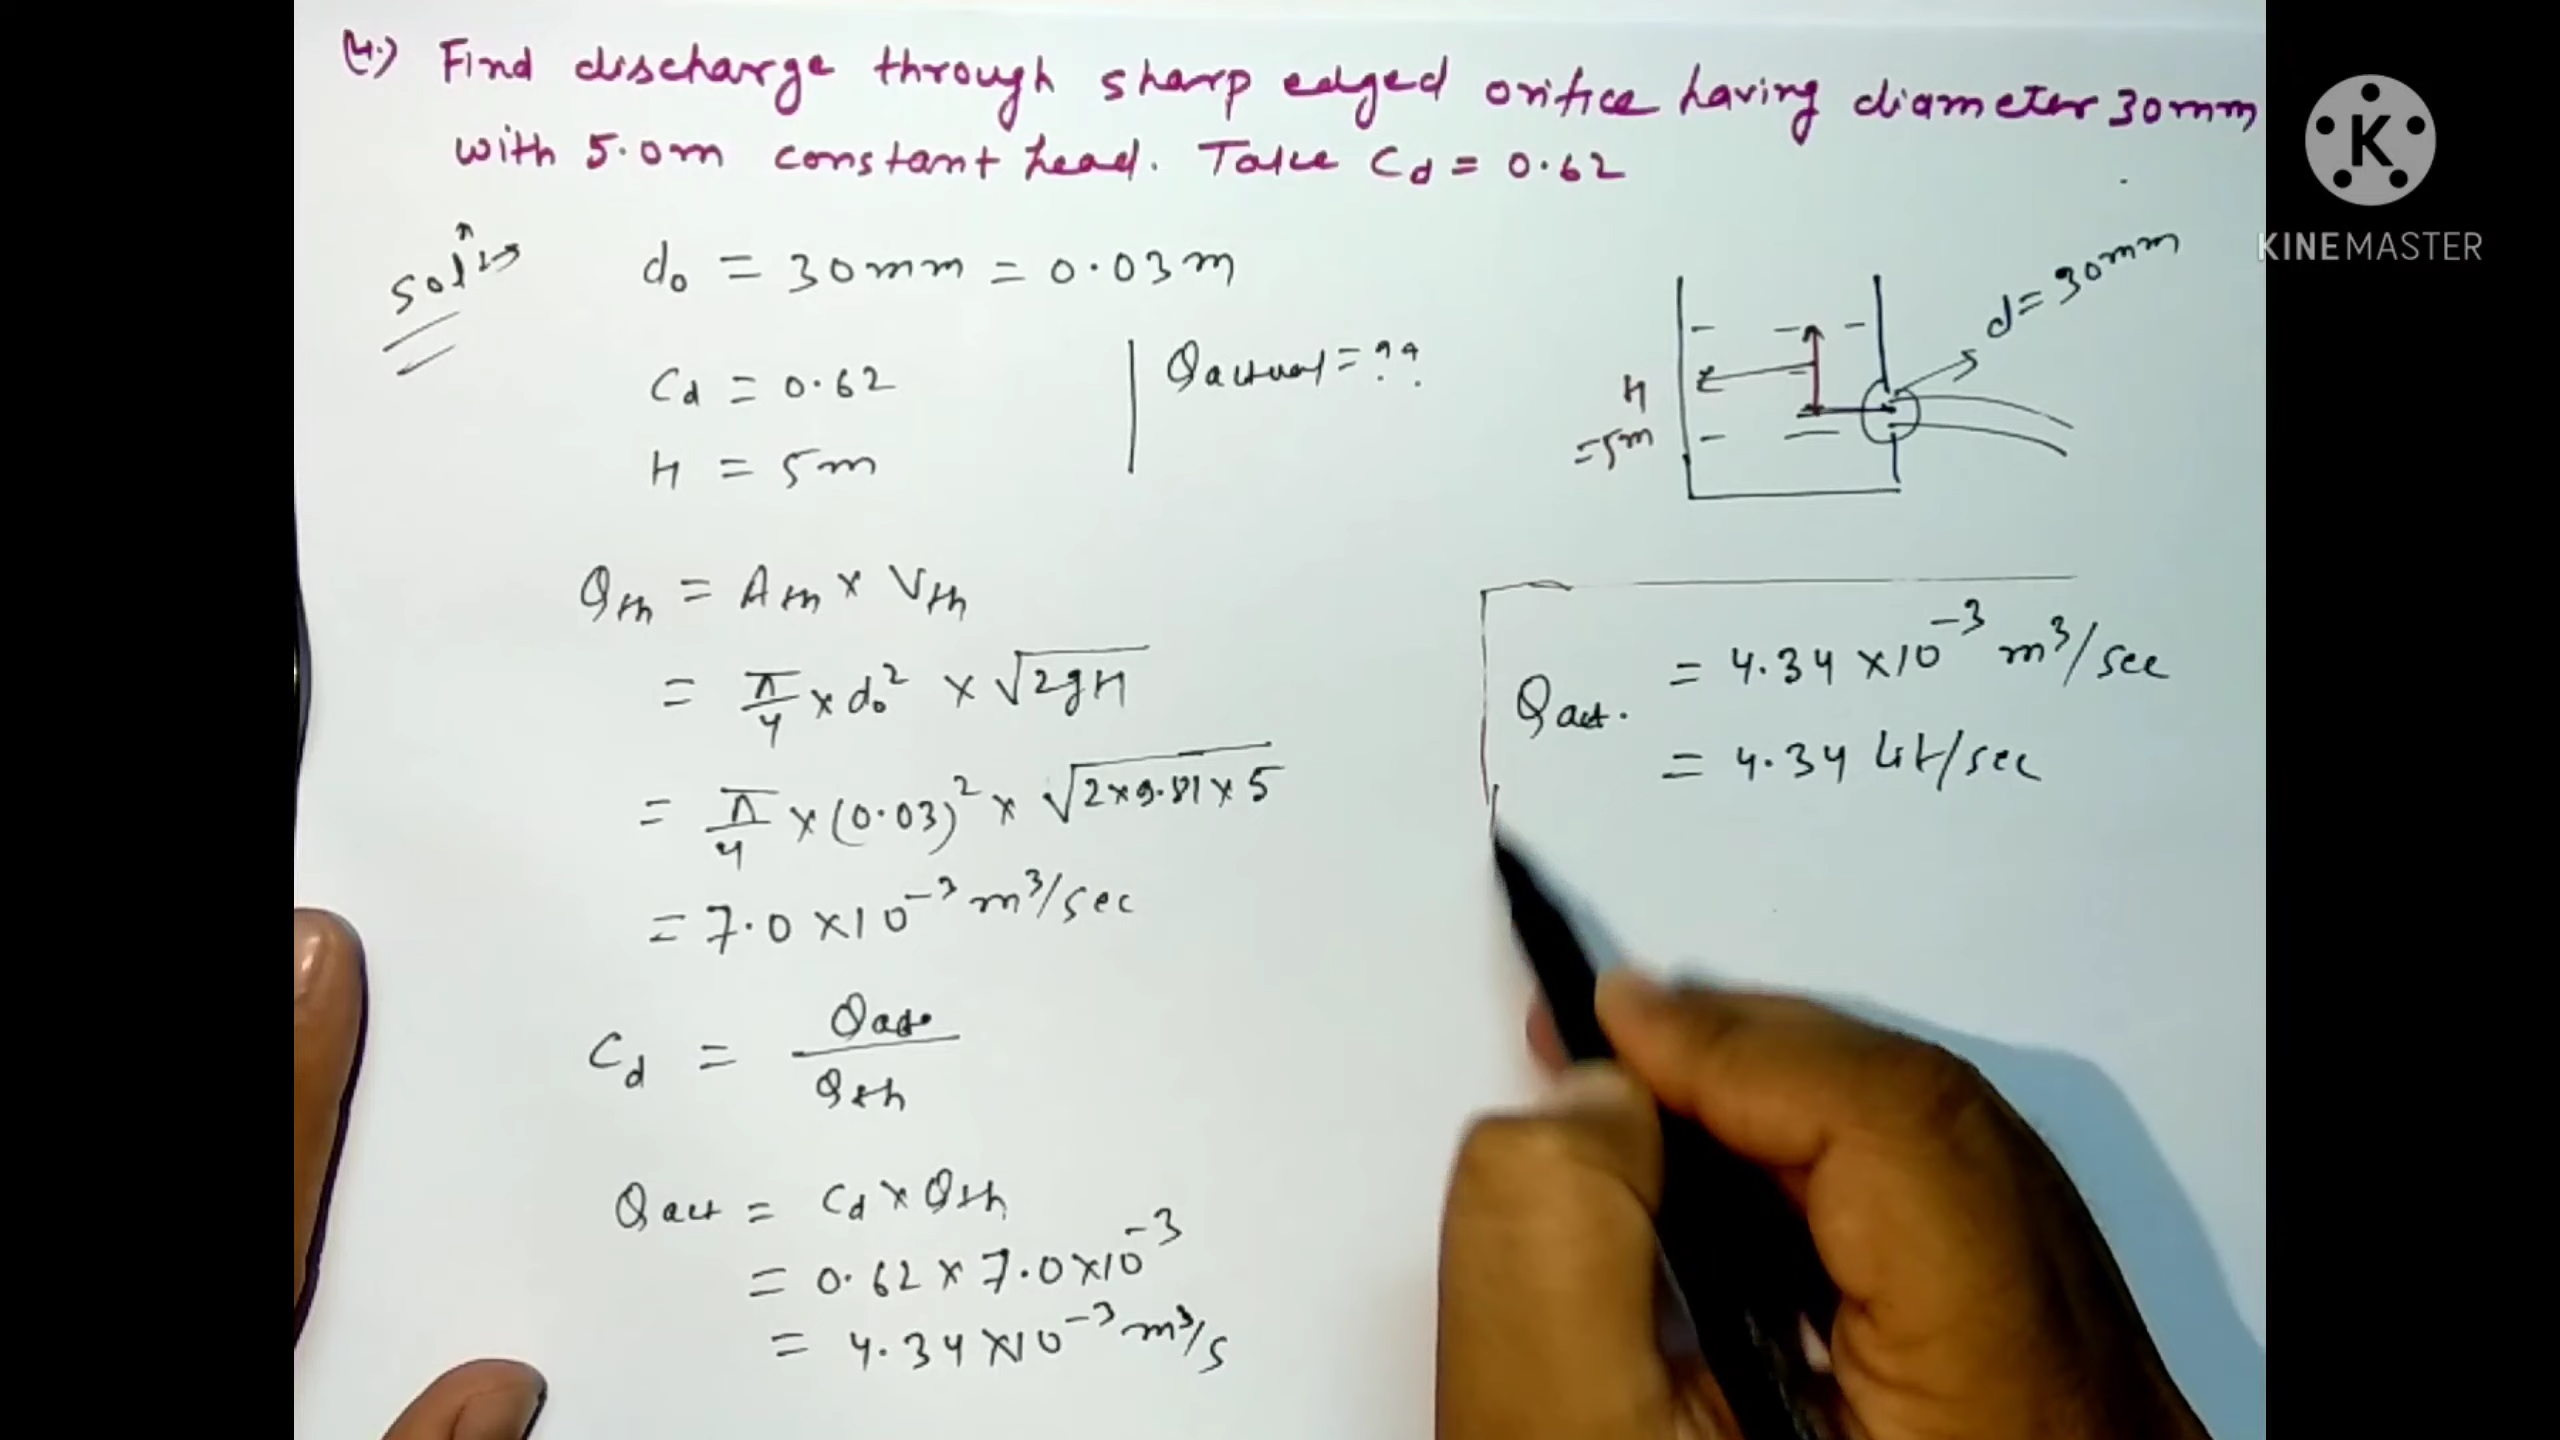 (4.) Find discharge through sharp edged orifice having diameter 30mm
with 5.0m constant head. Take Cd = 0.62
K
KINEMASTER
Solⁿ
d₀ = 30mm = 0.03m
Cd = 0.62
H = 5m
Qactual = ??
d = 30mm
H
= 5m
Qth = Ath × Vth
= π/4 × d₀² × √2gH
= π/4 × (0.03)² × √2×9.81×5
= 7.0 × 10⁻³ m³/sec
Cd = Qact / Qth
Qact = Cd × Qth
= 0.62 × 7.0×10⁻³
= 4.34×10⁻³ m³/s
Qact. = 4.34 ×10⁻³ m³/sec
= 4.34 lit/sec